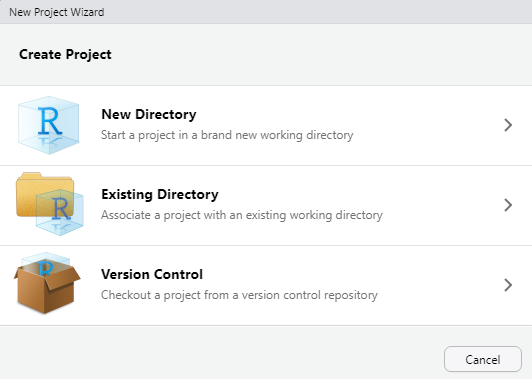 New Project Wizard
Create Project
R
New Directory
Start a project in a brand new working directory
R
Existing Directory
Associate a project with an existing working directory
R
Version Control
Checkout a project from a version control repository
Cancel